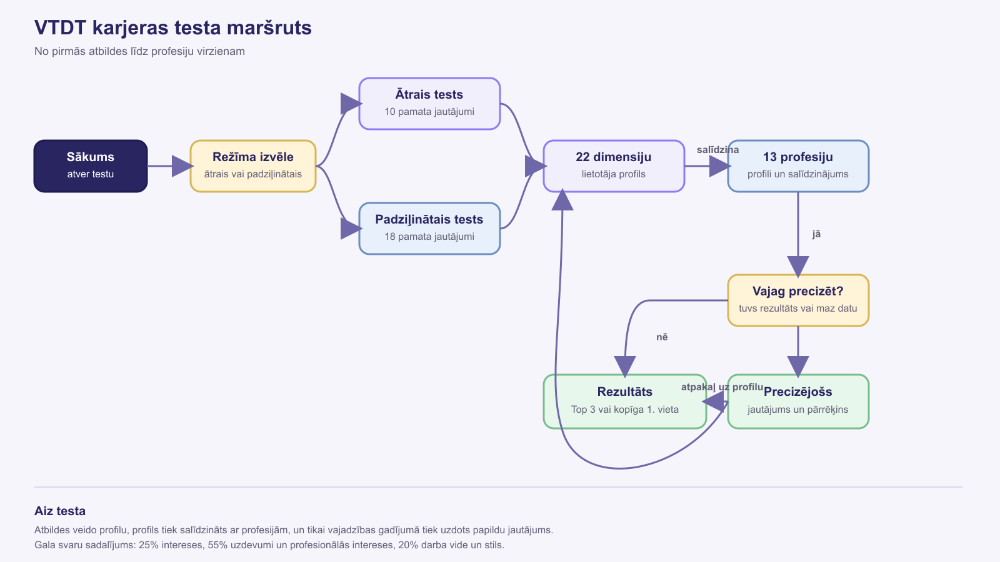 VTDT karjeras testa maršruts
No pirmās atbildes līdz profesiju virzienam
Ātrais tests
10 pamata jautājumi
Sākums
atver testu
Režīma izvēle
ātrais vai padziļinātais
22 dimensiju
lietotāja profils
salīdzina
13 profesiju
profili un salīdzinājums
Padziļinātais tests
18 pamata jautājumi
jā
Vajag precizēt?
tuvs rezultāts vai maz datu
nē
Rezultāts
Top 3 vai kopīga 1. vieta
atpakaļ uz profilu
Precizējošs
jautājums un pārrēķins
Aiz testa
Atbildes veido profilu, profils tiek salīdzināts ar profesijām, un tikai vajadzības gadījumā tiek uzdots papildu jautājums.
Gala svaru sadalījums: 25% intereses, 55% uzdevumi un profesionālās intereses, 20% darba vide un stils.